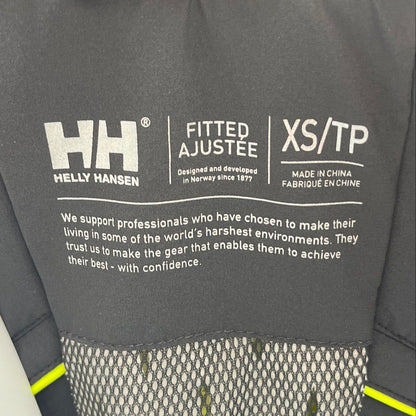 HH®
HELLY HANSEN
FITTED
AJUSTÉE
Designed and developed
in Norway since 1877
XS/TP
MADE IN CHINA
FABRIQUÉ EN CHINE
We support professionals who have chosen to make their
living in some of the world's harshest environments. They
trust us to make the gear that enables them to achieve
their best - with confidence.